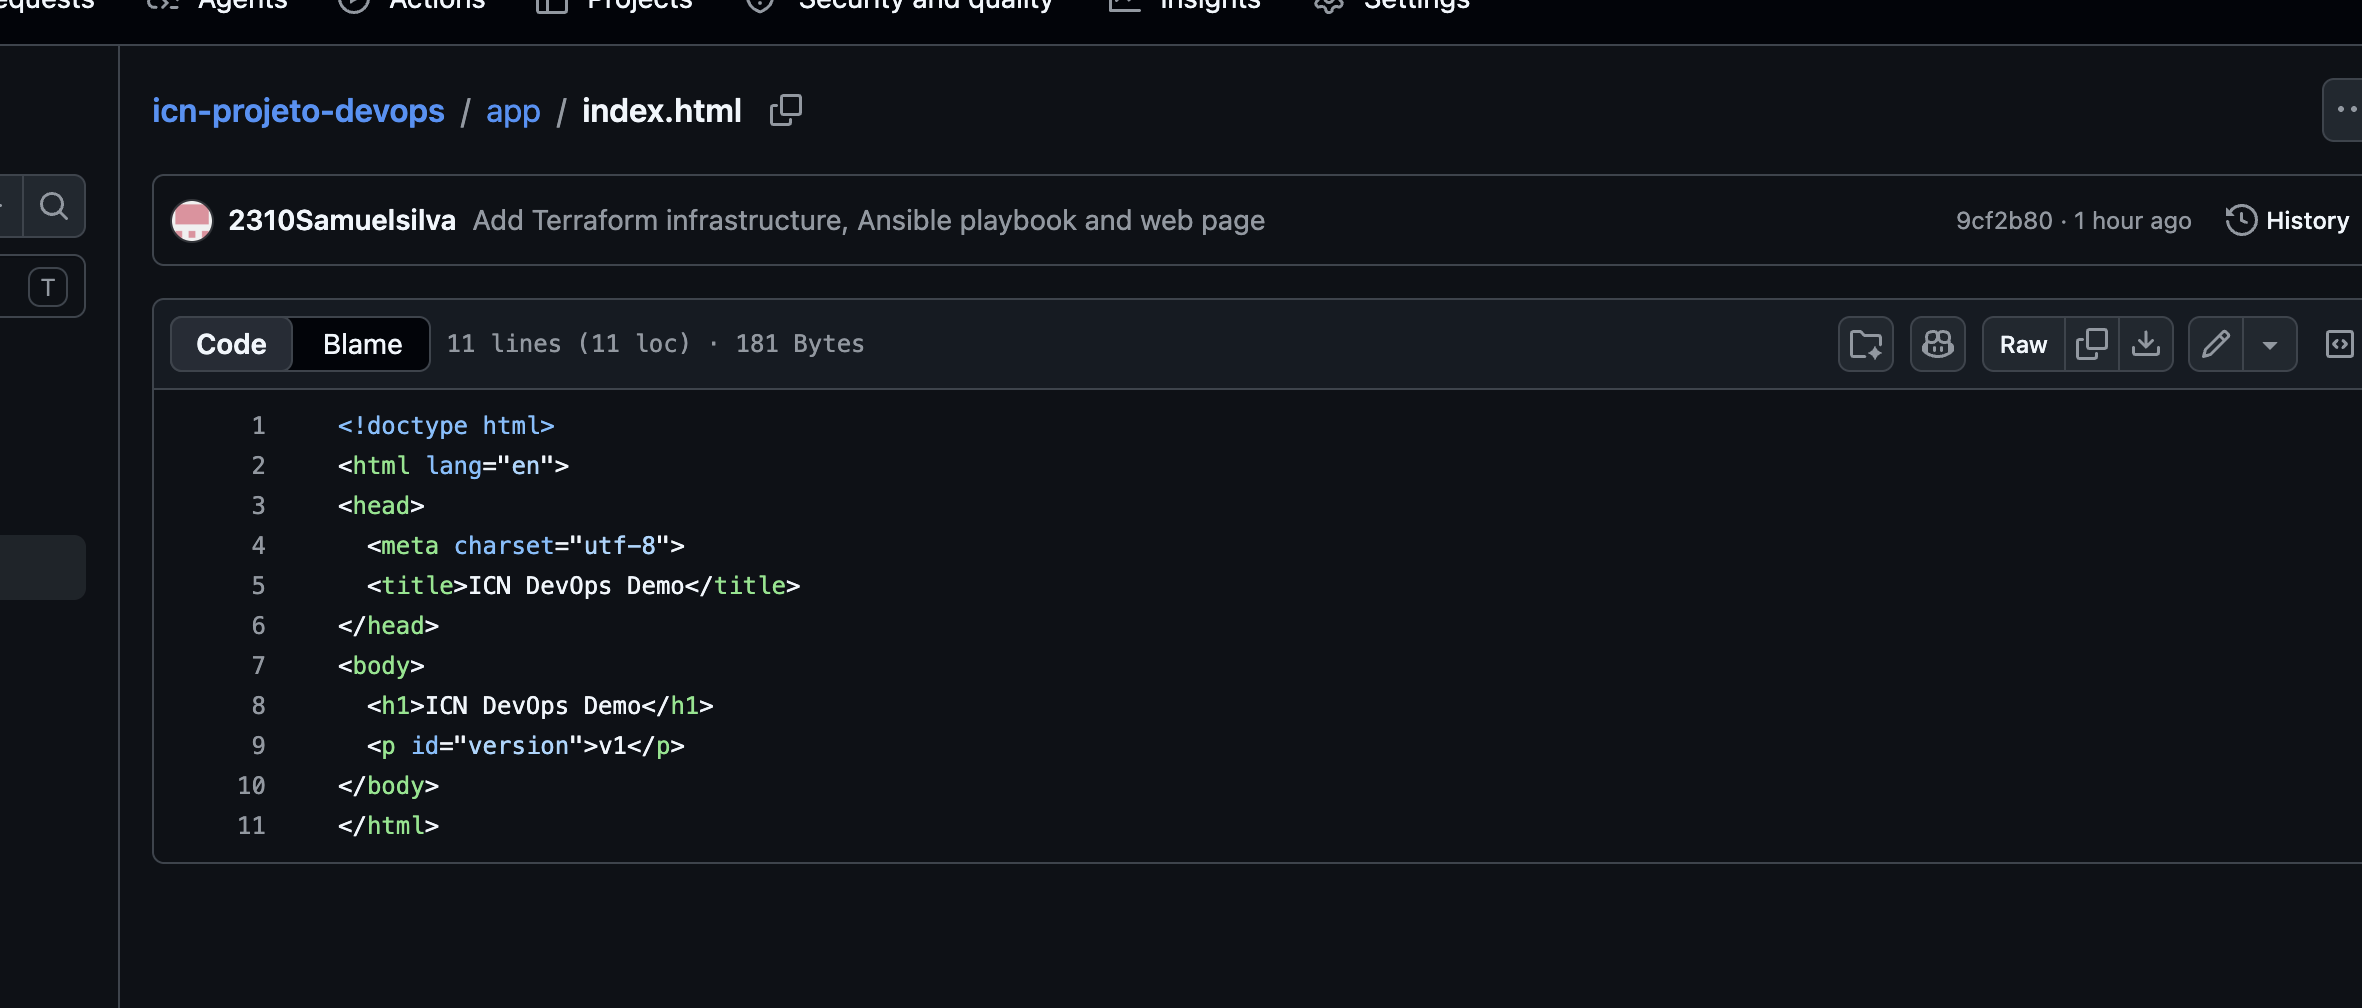 equests Agents Actions Projects Security and quality Insights Settings
icn-projeto-devops / app / index.html
T
2310Samuelsilva Add Terraform infrastructure, Ansible playbook and web page 9cf2b80 · 1 hour ago History
Code Blame 11 lines (11 loc) · 181 Bytes Raw
1 <!doctype html>
2 <html lang="en">
3 <head>
4   <meta charset="utf-8">
5   <title>ICN DevOps Demo</title>
6 </head>
7 <body>
8   <h1>ICN DevOps Demo</h1>
9   <p id="version">v1</p>
10 </body>
11 </html>